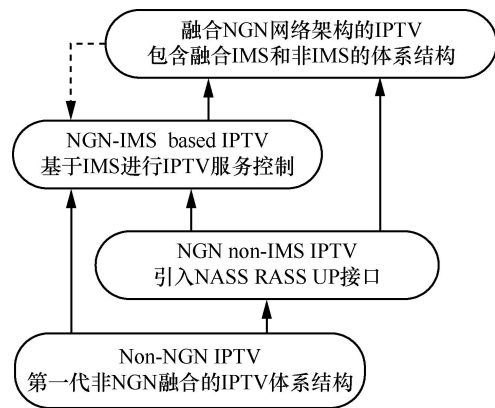 融合NGN网络架构的IPTV
包含融合IMS和非IMS的体系结构
NGN-IMS based IPTV
基于IMS进行IPTV服务控制
NGN non-IMS IPTV
引入NASS RASS UP接口
Non-NGN IPTV
第一代非NGN融合的IPTV体系结构